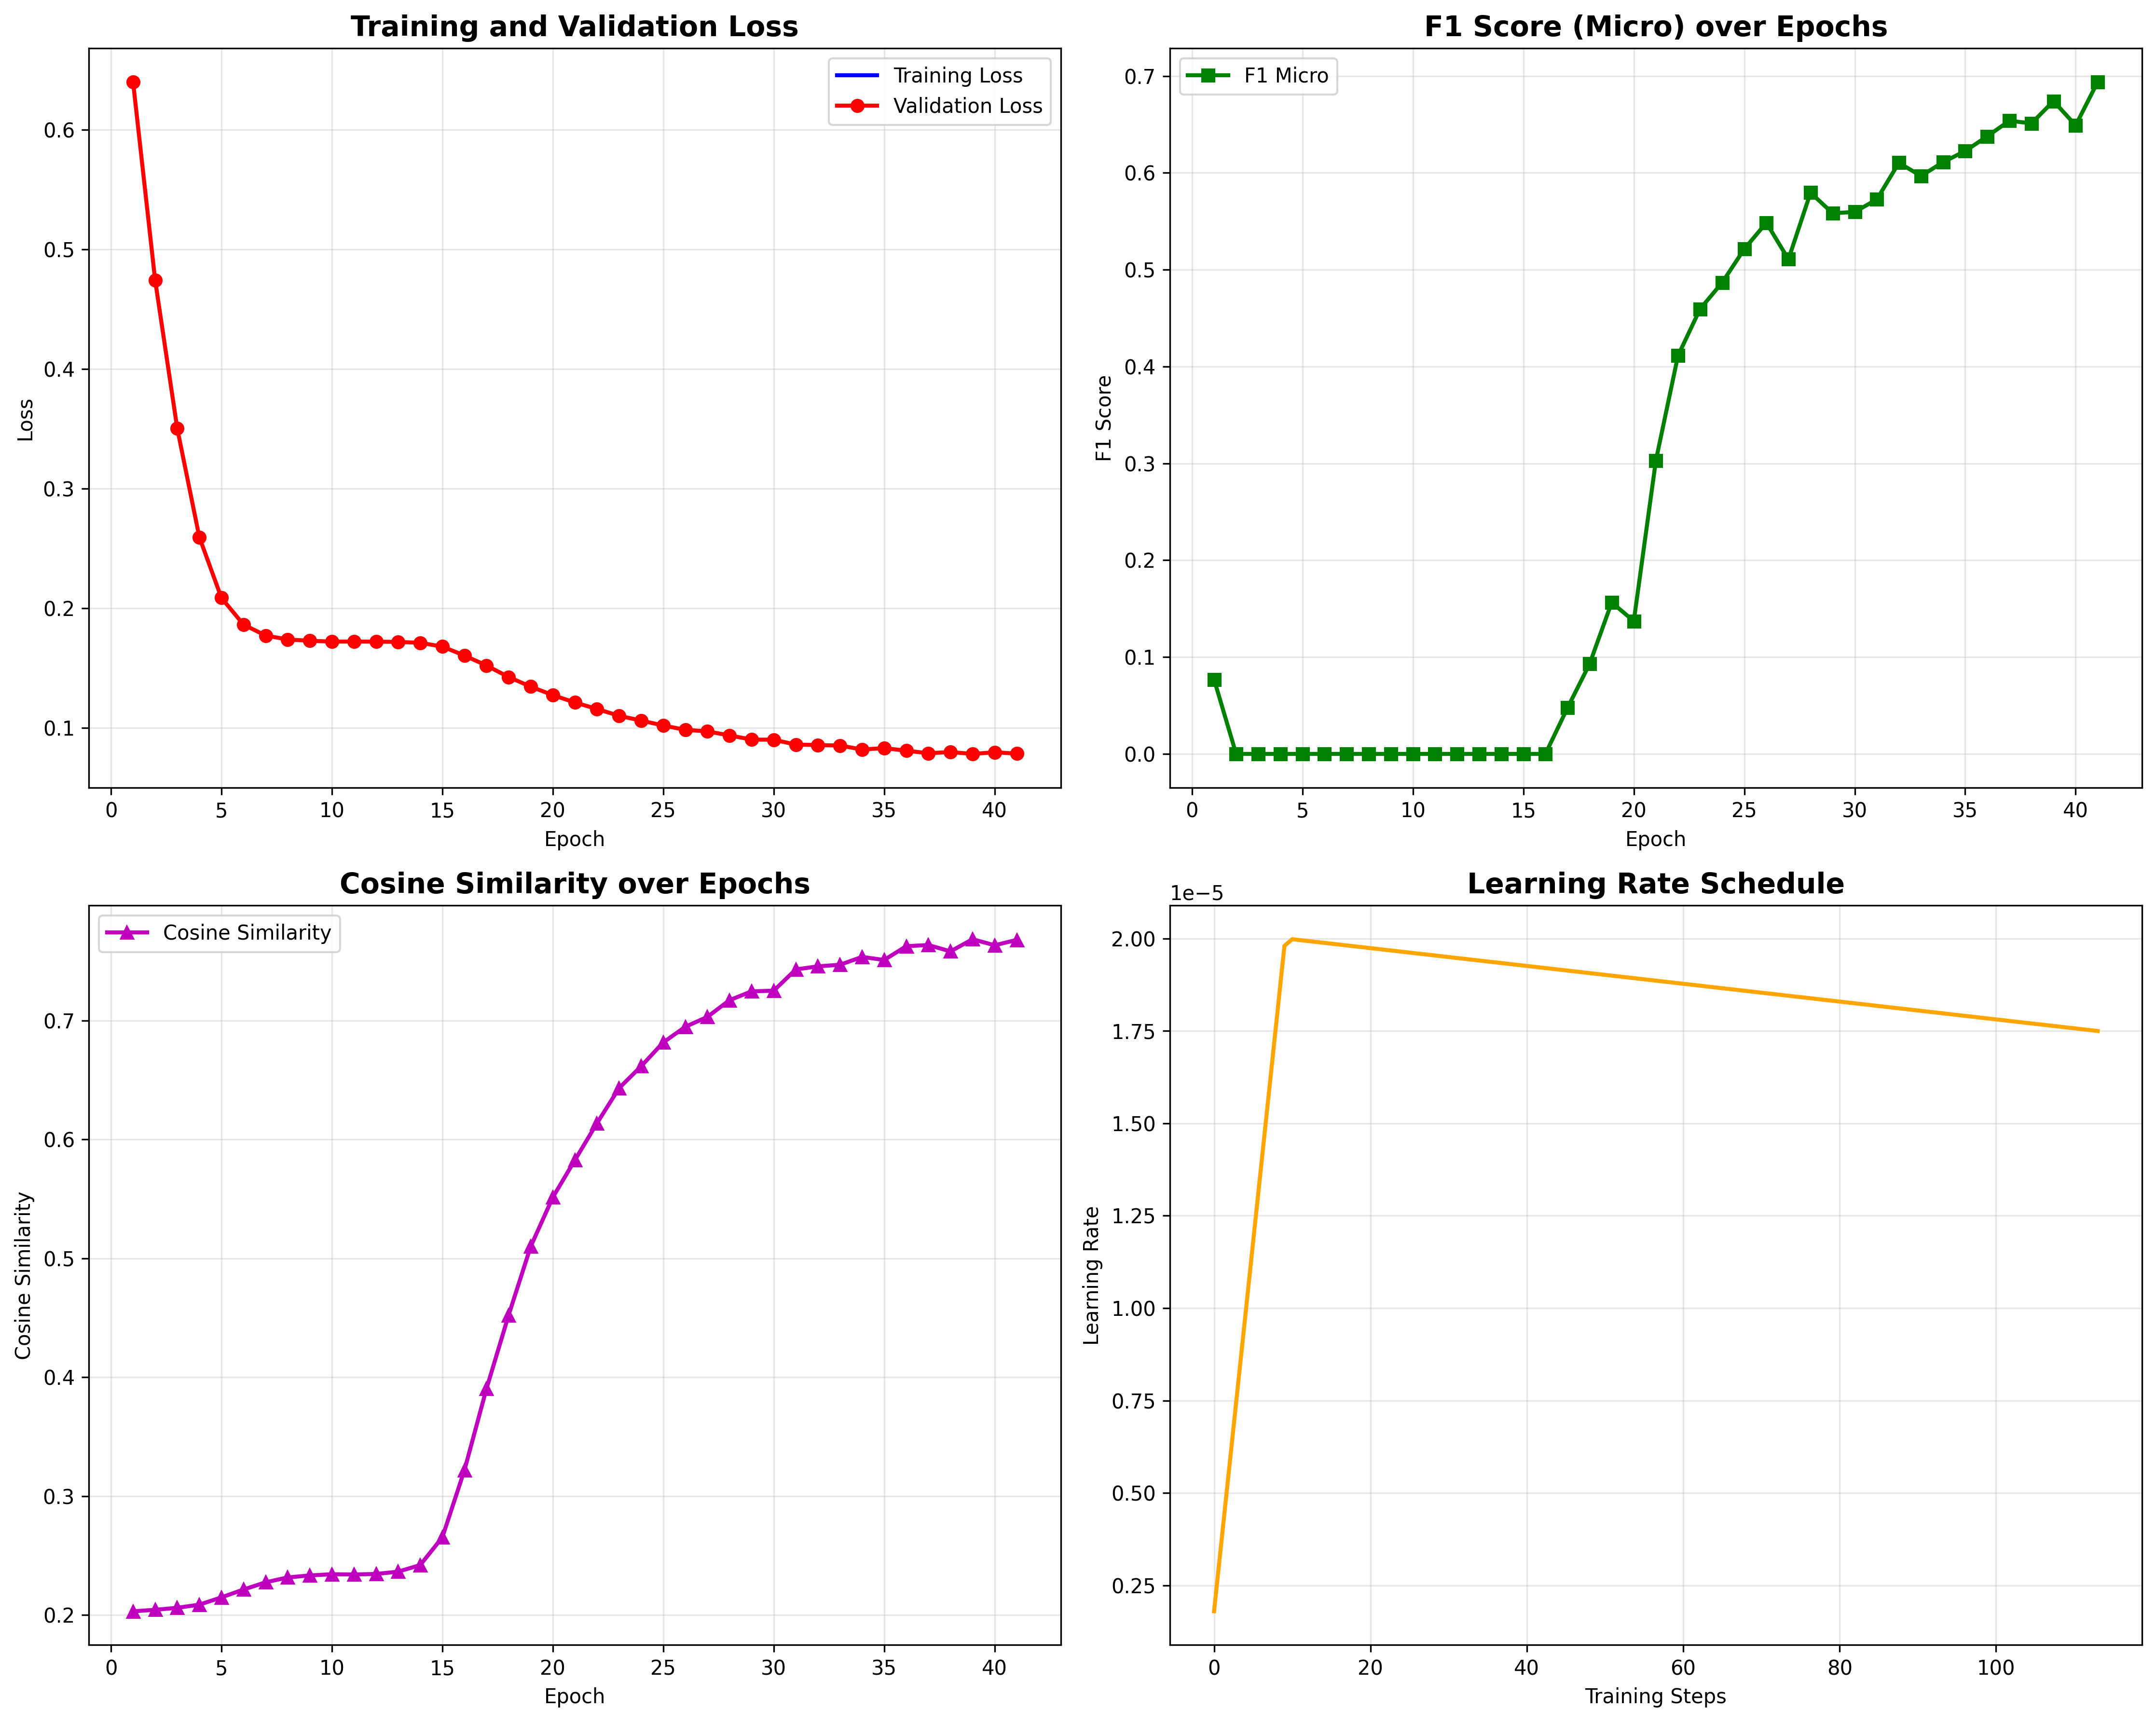 Training and Validation Loss
Training Loss
Validation Loss
Loss
0.6
0.5
0.4
0.3
0.2
0.1
0 5 10 15 20 25 30 35 40
Epoch
F1 Score (Micro) over Epochs
F1 Micro
F1 Score
0.7
0.6
0.5
0.4
0.3
0.2
0.1
0.0
0 5 10 15 20 25 30 35 40
Epoch
Cosine Similarity over Epochs
Cosine Similarity
Cosine Similarity
0.7
0.6
0.5
0.4
0.3
0.2
0 5 10 15 20 25 30 35 40
Epoch
Learning Rate Schedule
1e−5
Learning Rate
2.00
1.75
1.50
1.25
1.00
0.75
0.50
0.25
0 20 40 60 80 100
Training Steps